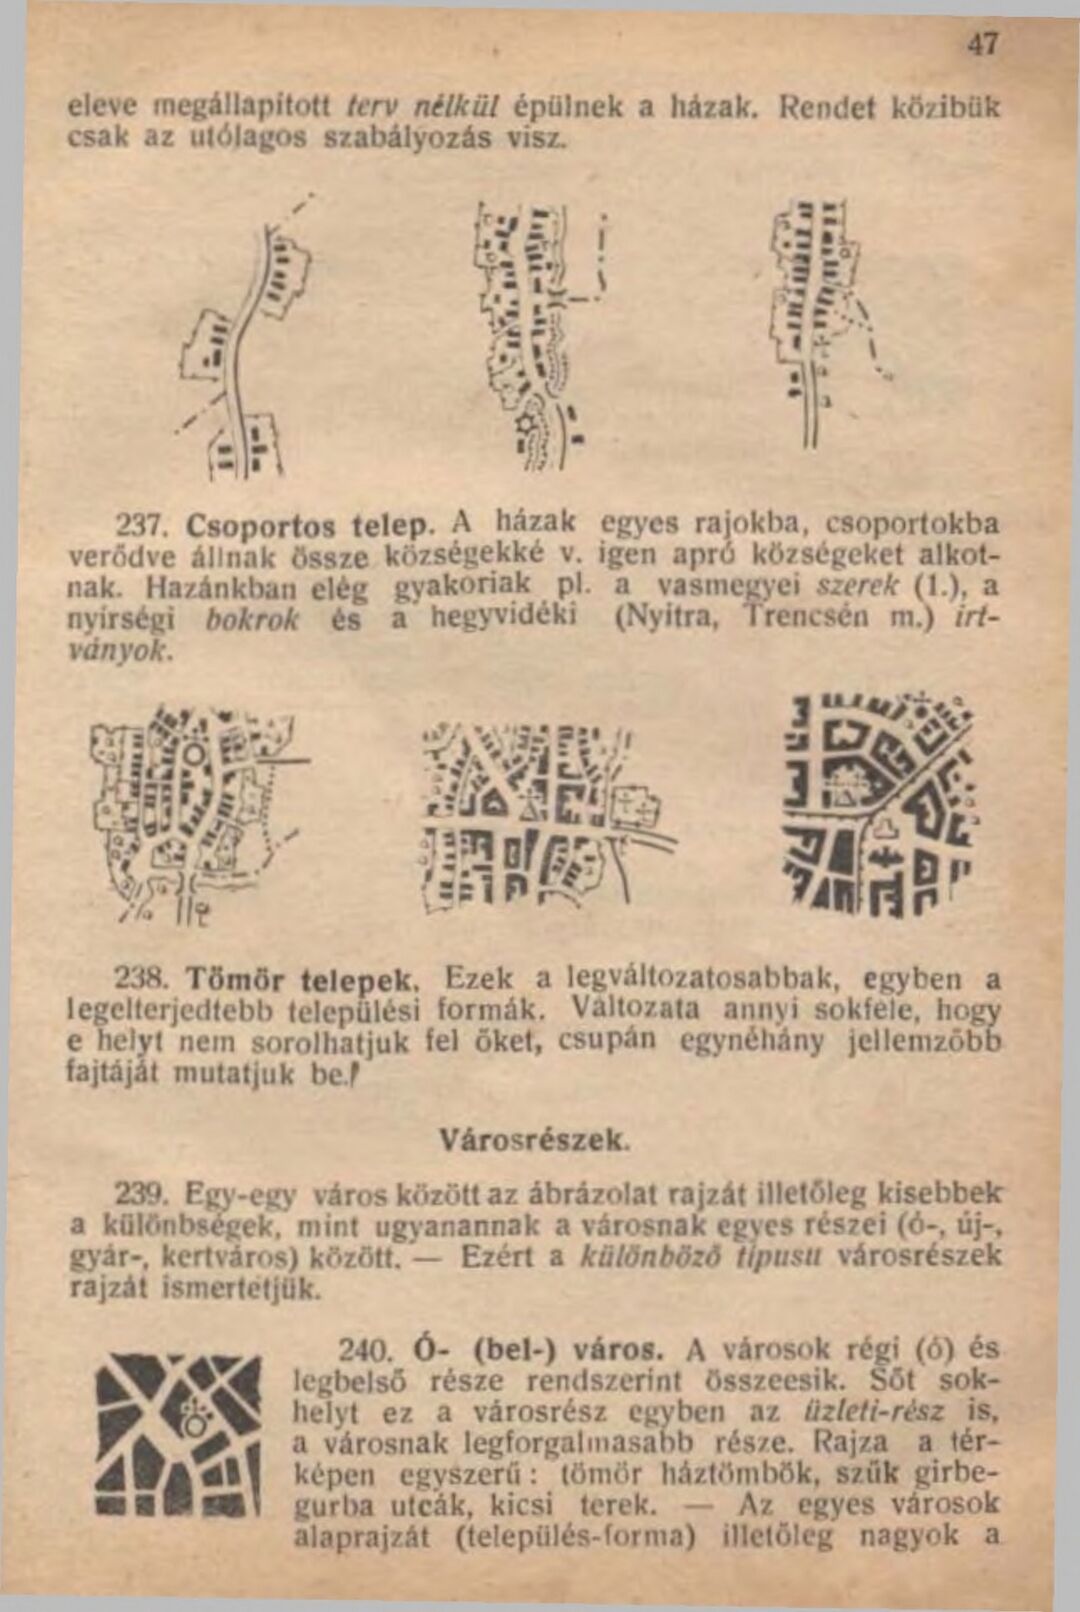 47
eleve megállapított terv nélkül épülnek a házak. Rendet közibük
csak az utólagos szabályozás visz.
237. Csoportos telep. A házak egyes rajokba, csoportokba
verődve állnak össze községekké v. igen apró községeket alkot-
nak. Hazánkban elég gyakoriak pl. a vasmegyei szerek (1.), a
nyírségi bokrok és a hegyvidéki (Nyitra, Trencsén m.) irt-
ványok.
238. Tömör telepek. Ezek a legváltozatosabbak, egyben a
legelterjedtebb települési formák. Változata annyi sokféle, hogy
e helyt nem sorolhatjuk fel őket, csupán egynéhány jellemzőbb
fajtáját mutatjuk be.
Városrészek.
239. Egy-egy város között az ábrázolat rajzát illetőleg kisebbek
a különbségek, mint ugyanannak a városnak egyes részei (ó-, új-,
gyár-, kertváros) között. — Ezért a különböző típusu városrészek
rajzát ismertetjük.
240. Ó- (bel-) város. A városok régi (ó) és
legbelső része rendszerint összeesik. Sőt sok-
helyt ez a városrész egyben az üzleti-rész is,
a városnak legforgalmasabb része. Rajza a tér-
képen egyszerű: tömör háztömbök, szűk girbe-
gurba utcák, kicsi terek. — Az egyes városok
alaprajzát (település-forma) illetőleg nagyok a